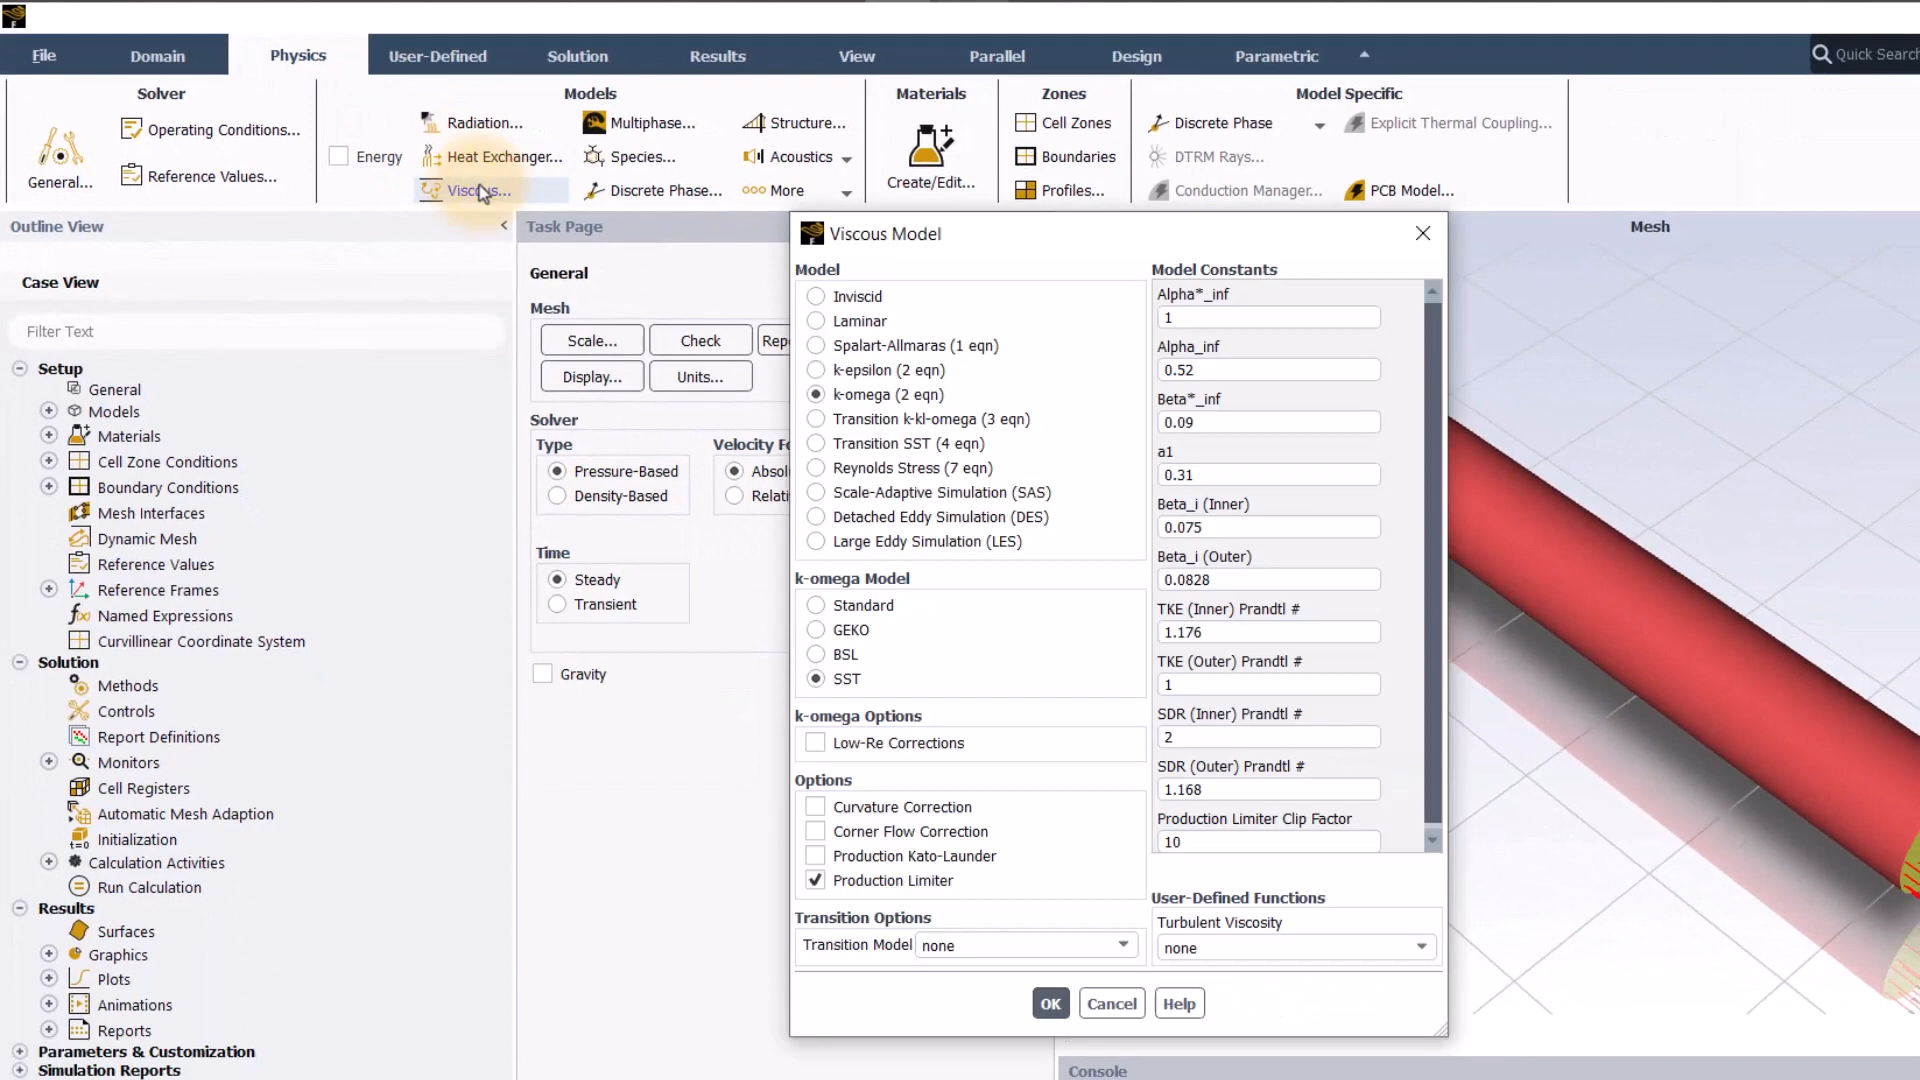 File Domain Physics User-Defined Solution Results View Parallel Design Parametric Quick Search
Solver
General...
Operating Conditions...
Reference Values...
Models
Energy
Radiation...
Heat Exchanger...
Viscous...
Multiphase...
Species...
Discrete Phase...
Structure...
Acoustics
More
Materials
Create/Edit...
Zones
Cell Zones
Boundaries
Profiles...
Model Specific
Discrete Phase
DTRM Rays...
Conduction Manager...
Explicit Thermal Coupling...
PCB Model...
Outline View
Case View
Filter Text
Setup
General
Models
Materials
Cell Zone Conditions
Boundary Conditions
Mesh Interfaces
Dynamic Mesh
Reference Values
Reference Frames
Named Expressions
Curvillinear Coordinate System
Solution
Methods
Controls
Report Definitions
Monitors
Cell Registers
Automatic Mesh Adaption
Initialization
Calculation Activities
Run Calculation
Results
Surfaces
Graphics
Plots
Animations
Reports
Parameters & Customization
Simulation Reports
Task Page
General
Mesh
Scale... Check Repo
Display... Units...
Solver
Type
Pressure-Based
Density-Based
Velocity Fo
Absol
Relati
Time
Steady
Transient
Gravity
Viscous Model
Model
Inviscid
Laminar
Spalart-Allmaras (1 eqn)
k-epsilon (2 eqn)
k-omega (2 eqn)
Transition k-kl-omega (3 eqn)
Transition SST (4 eqn)
Reynolds Stress (7 eqn)
Scale-Adaptive Simulation (SAS)
Detached Eddy Simulation (DES)
Large Eddy Simulation (LES)
k-omega Model
Standard
GEKO
BSL
SST
k-omega Options
Low-Re Corrections
Options
Curvature Correction
Corner Flow Correction
Production Kato-Launder
Production Limiter
Transition Options
Transition Model none
Model Constants
Alpha*_inf
1
Alpha_inf
0.52
Beta*_inf
0.09
a1
0.31
Beta_i (Inner)
0.075
Beta_i (Outer)
0.0828
TKE (Inner) Prandtl #
1.176
TKE (Outer) Prandtl #
1
SDR (Inner) Prandtl #
2
SDR (Outer) Prandtl #
1.168
Production Limiter Clip Factor
10
User-Defined Functions
Turbulent Viscosity
none
OK Cancel Help
Mesh
Console